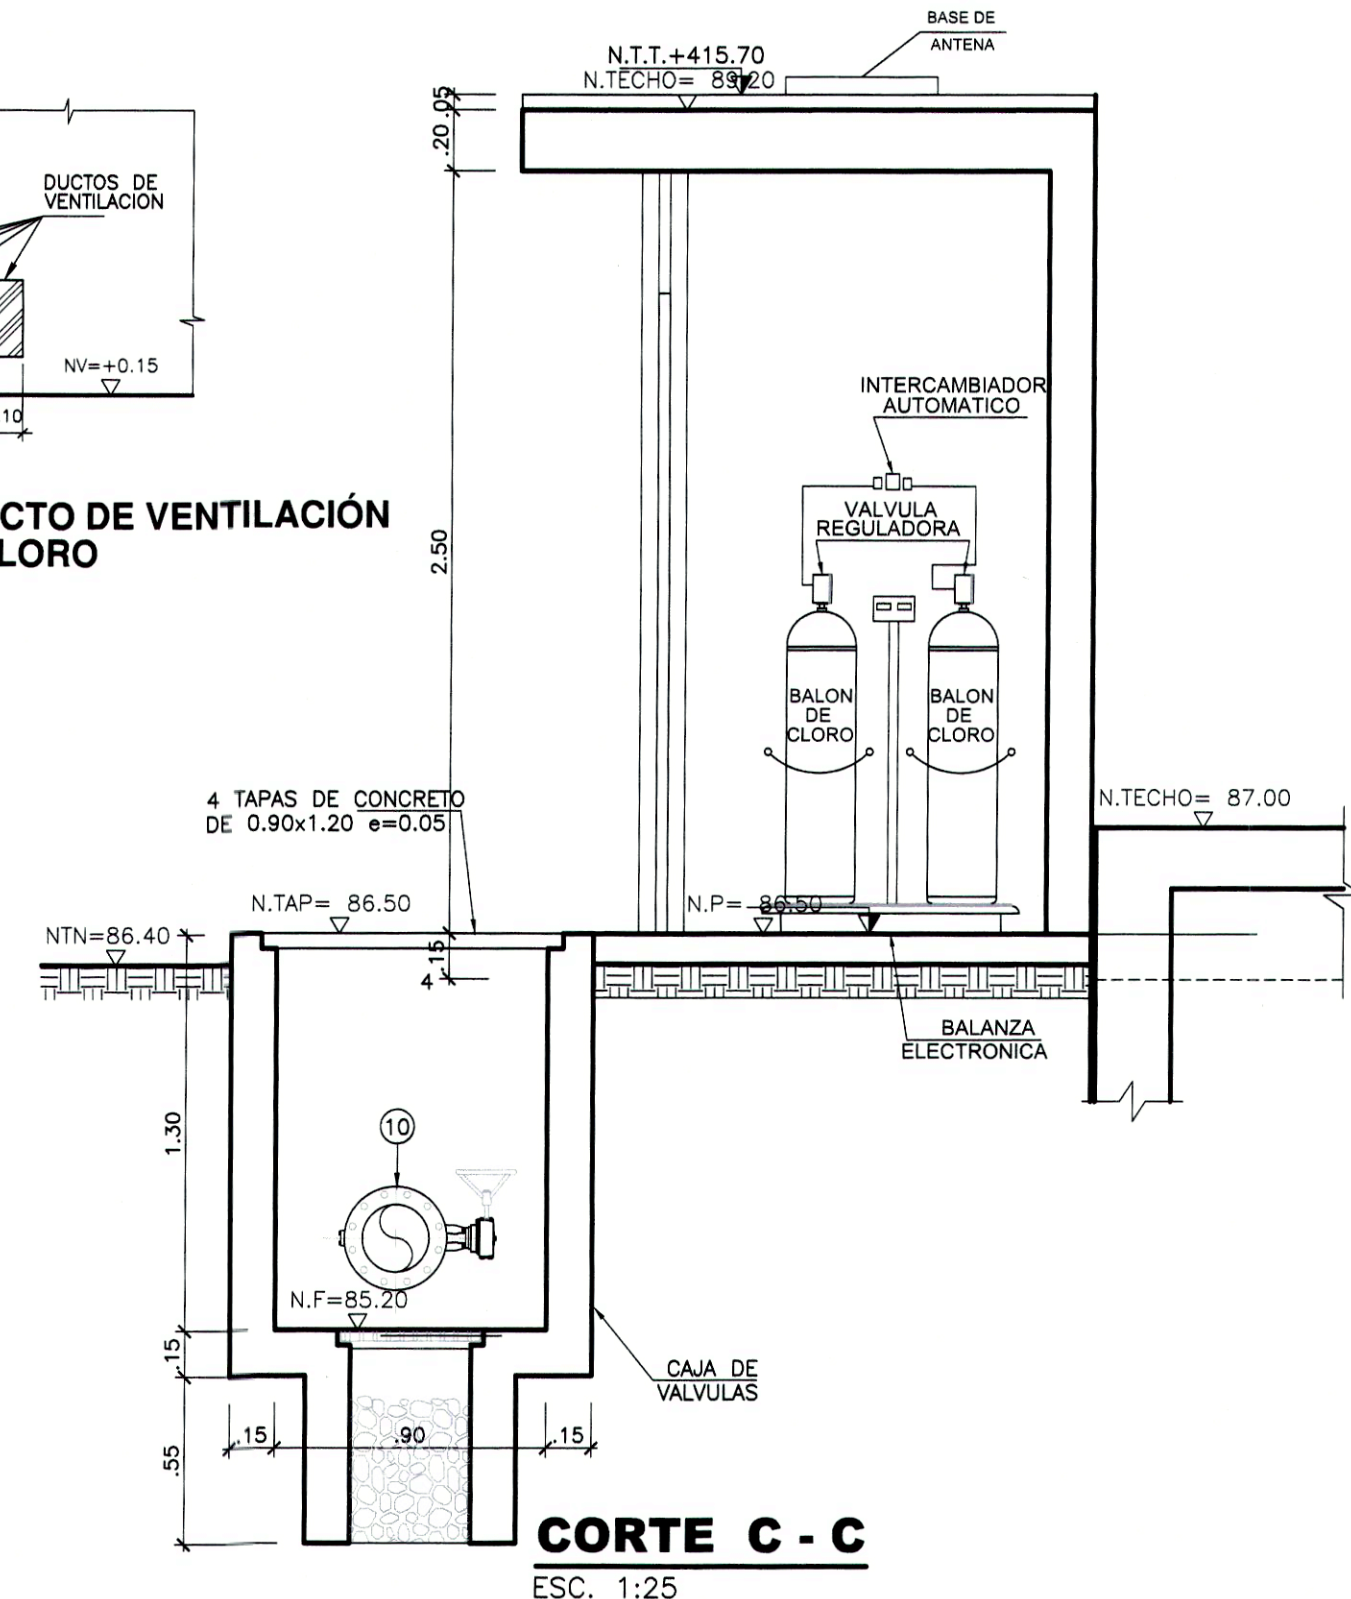 BASE DE
ANTENA
N.T.T.+415.70
N.TECHO= 89.20
.05
.20
DUCTOS DE
VENTILACION
NV=+0.15
10
INTERCAMBIADOR
AUTOMATICO
CTO DE VENTILACIÓN
LORO
VALVULA
REGULADORA
2.50
BALON
DE
CLORO
BALON
DE
CLORO
4 TAPAS DE CONCRETO
DE 0.90x1.20 e=0.05
N.TECHO= 87.00
N.TAP= 86.50
N.P= 86.50
NTN=86.40
.15
4
BALANZA
ELECTRONICA
1.30
10
N.F=85.20
.15
CAJA DE
VALVULAS
.15
.90
.15
.55
CORTE C - C
ESC. 1:25